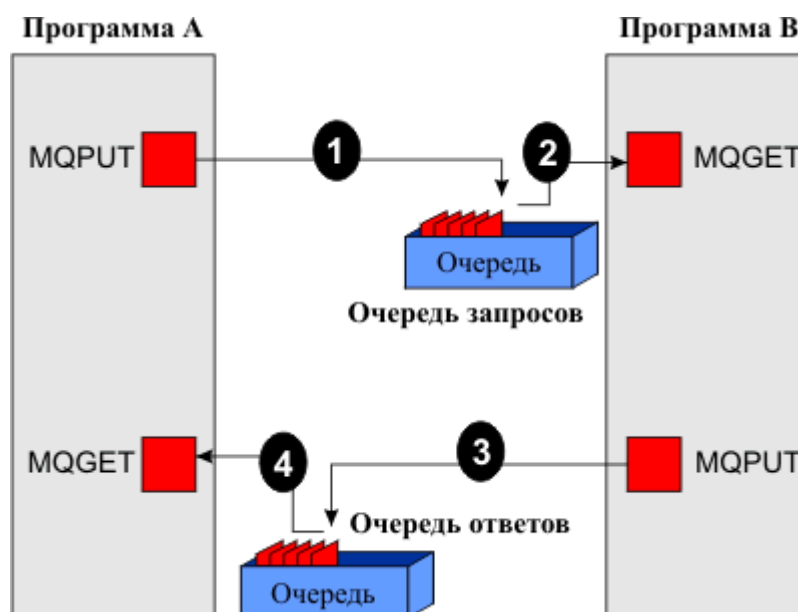 Программа A
Программа B
MQPUT
1
2
MQGET
Очередь
Очередь запросов
MQGET
4
3
MQPUT
Очередь ответов
Очередь